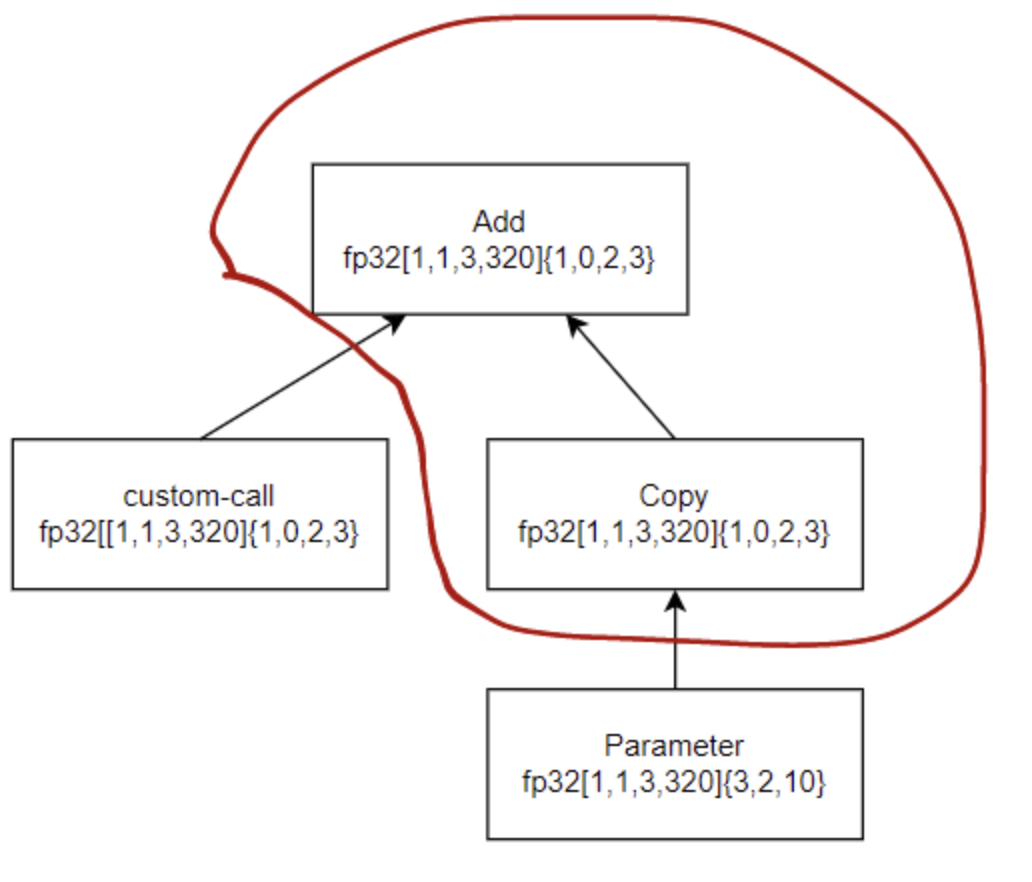 Add
fp32[1,1,3,320]{1,0,2,3}
custom-call
fp32[[1,1,3,320]{1,0,2,3}
Copy
fp32[1,1,3,320]{1,0,2,3}
Parameter
fp32[1,1,3,320]{3,2,10}